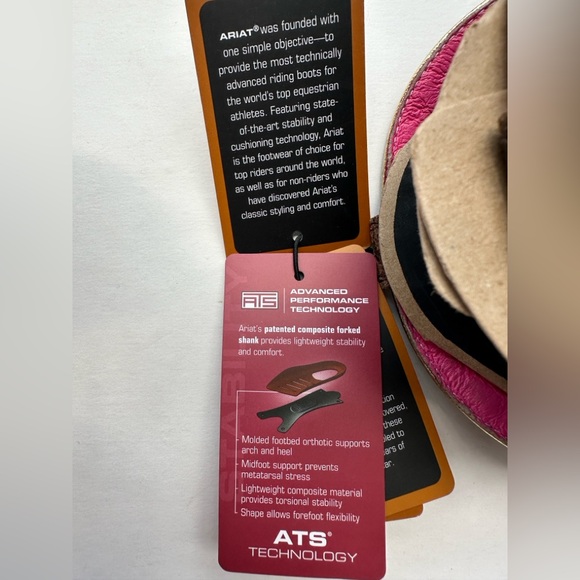 ARIAT® was founded with
one simple objective—to
provide the most technically
advanced riding boots for
the world's top equestrian
athletes. Featuring state-
of-the-art stability and
cushioning technology, Ariat
is the footwear of choice for
top riders around the world,
as well as for non-riders who
have discovered Ariat's
classic styling and comfort.
ATS
ADVANCED
PERFORMANCE
TECHNOLOGY
Ariat's patented composite forked
shank provides lightweight stability
and comfort.
STABILITY
• Molded footbed orthotic supports
arch and heel
• Midfoot support prevents
metatarsal stress
• Lightweight composite material
provides torsional stability
• Shape allows forefoot flexibility
ATS®
TECHNOLOGY